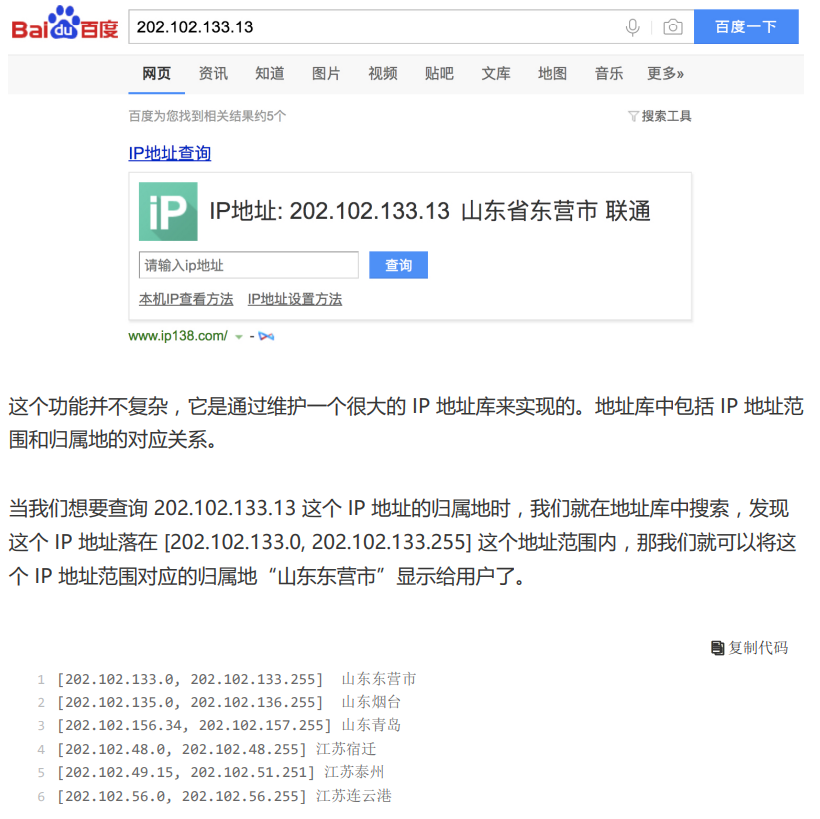 Bai du 百度
202.102.133.13
百度一下
网页 资讯 知道 图片 视频 贴吧 文库 地图 音乐 更多»
百度为您找到相关结果约5个 搜索工具
IP地址查询
iP
IP地址: 202.102.133.13 山东省东营市 联通
请输入ip地址 查询
本机IP查看方法 IP地址设置方法
www.ip138.com/ -
这个功能并不复杂，它是通过维护一个很大的 IP 地址库来实现的。地址库中包括 IP 地址范
围和归属地的对应关系。
当我们想要查询 202.102.133.13 这个 IP 地址的归属地时，我们就在地址库中搜索，发现
这个 IP 地址落在 [202.102.133.0, 202.102.133.255] 这个地址范围内，那我们就可以将这
个 IP 地址范围对应的归属地“山东东营市”显示给用户了。
复制代码
1 [202.102.133.0, 202.102.133.255] 山东东营市
2 [202.102.135.0, 202.102.136.255] 山东烟台
3 [202.102.156.34, 202.102.157.255] 山东青岛
4 [202.102.48.0, 202.102.48.255] 江苏宿迁
5 [202.102.49.15, 202.102.51.251] 江苏泰州
6 [202.102.56.0, 202.102.56.255] 江苏连云港